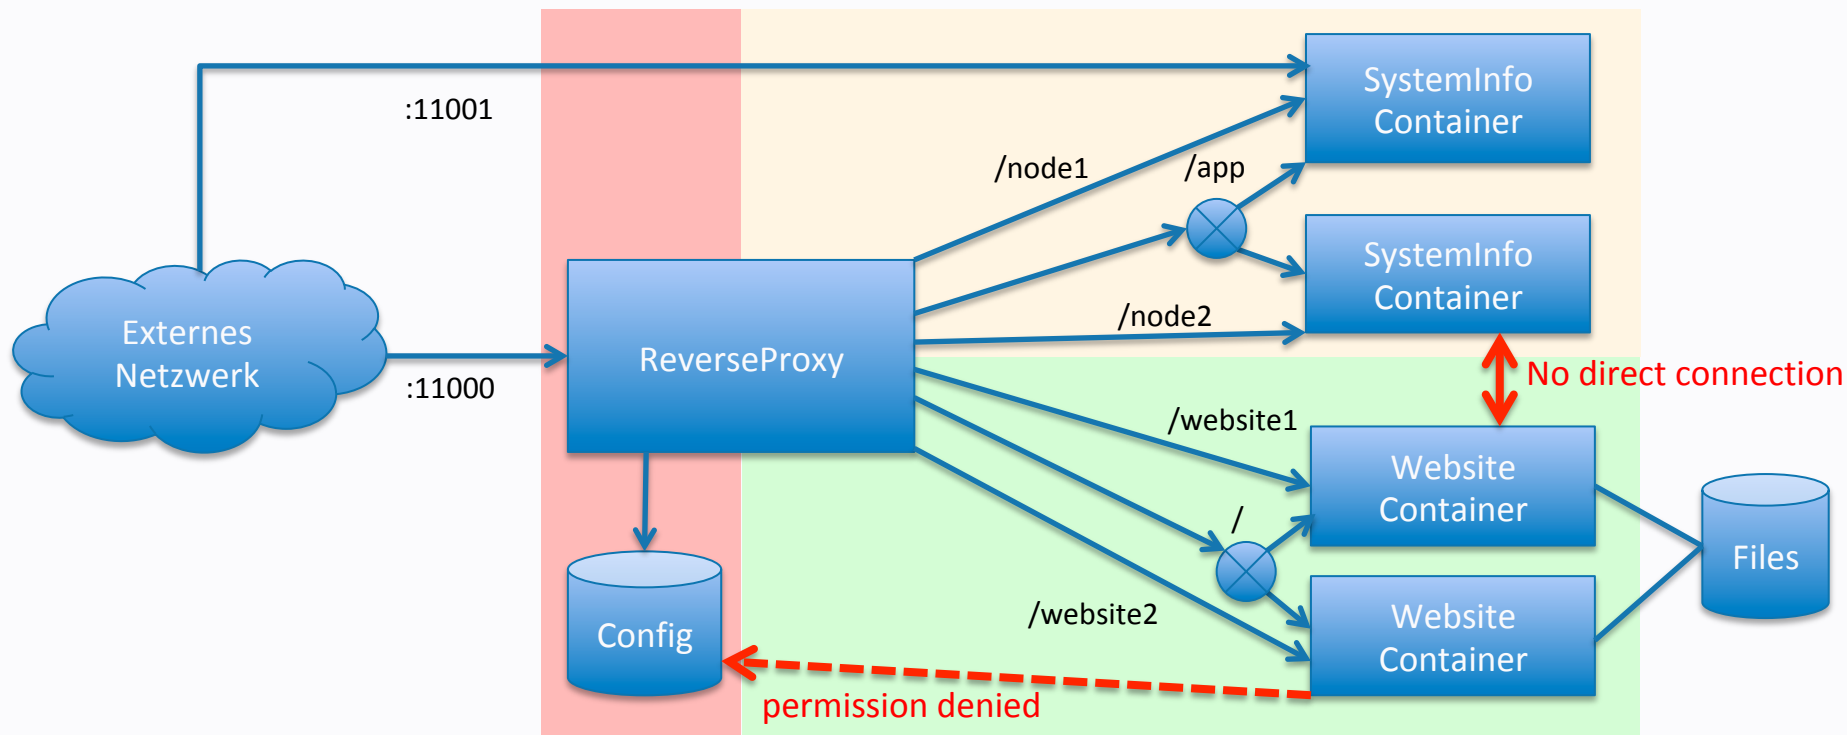 SystemInfo
Container
:11001
/node1
/app
SystemInfo
Container
Externes
Netzwerk
:11000
ReverseProxy
/node2
No direct connection
/website1
Website
Container
/
Files
Config
/website2
Website
Container
permission denied